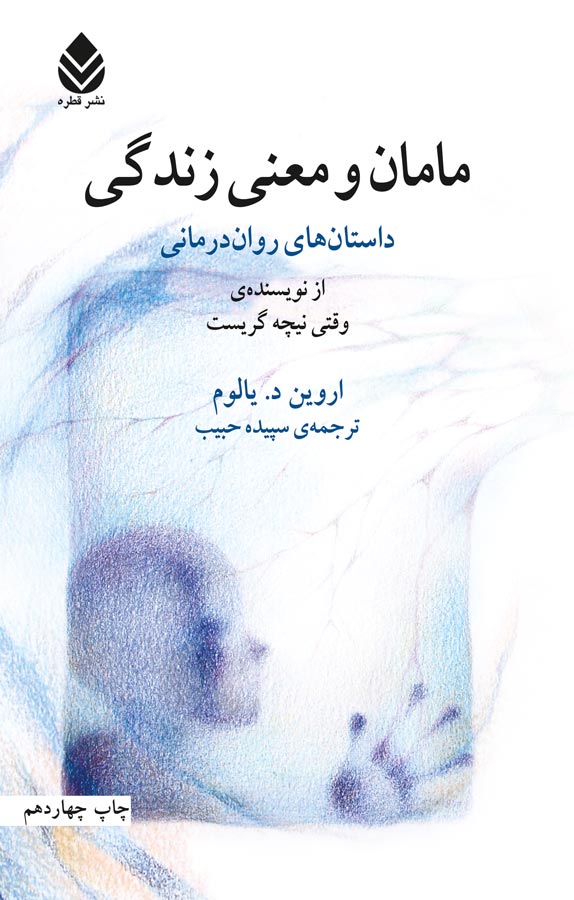 نشر قطره
مامان و معنی زندگی
داستان‌های روان‌درمانی
از نویسنده‌ی
وقتی نیچه گریست
اروین د. یالوم
ترجمه‌ی سپیده حبیب
چاپ چهاردهم